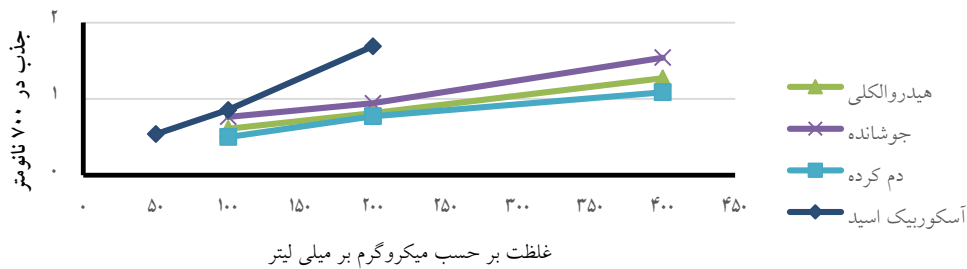 جذب در ۷۰۰ نانومتر
۲
۱
۰
۰ ۵۰ ۱۰۰ ۱۵۰ ۲۰۰ ۲۵۰ ۳۰۰ ۳۵۰ ۴۰۰ ۴۵۰
غلظت بر حسب میکروگرم بر میلی لیتر
هیدروالکلی
جوشانده
دم کرده
آسکوربیک اسید